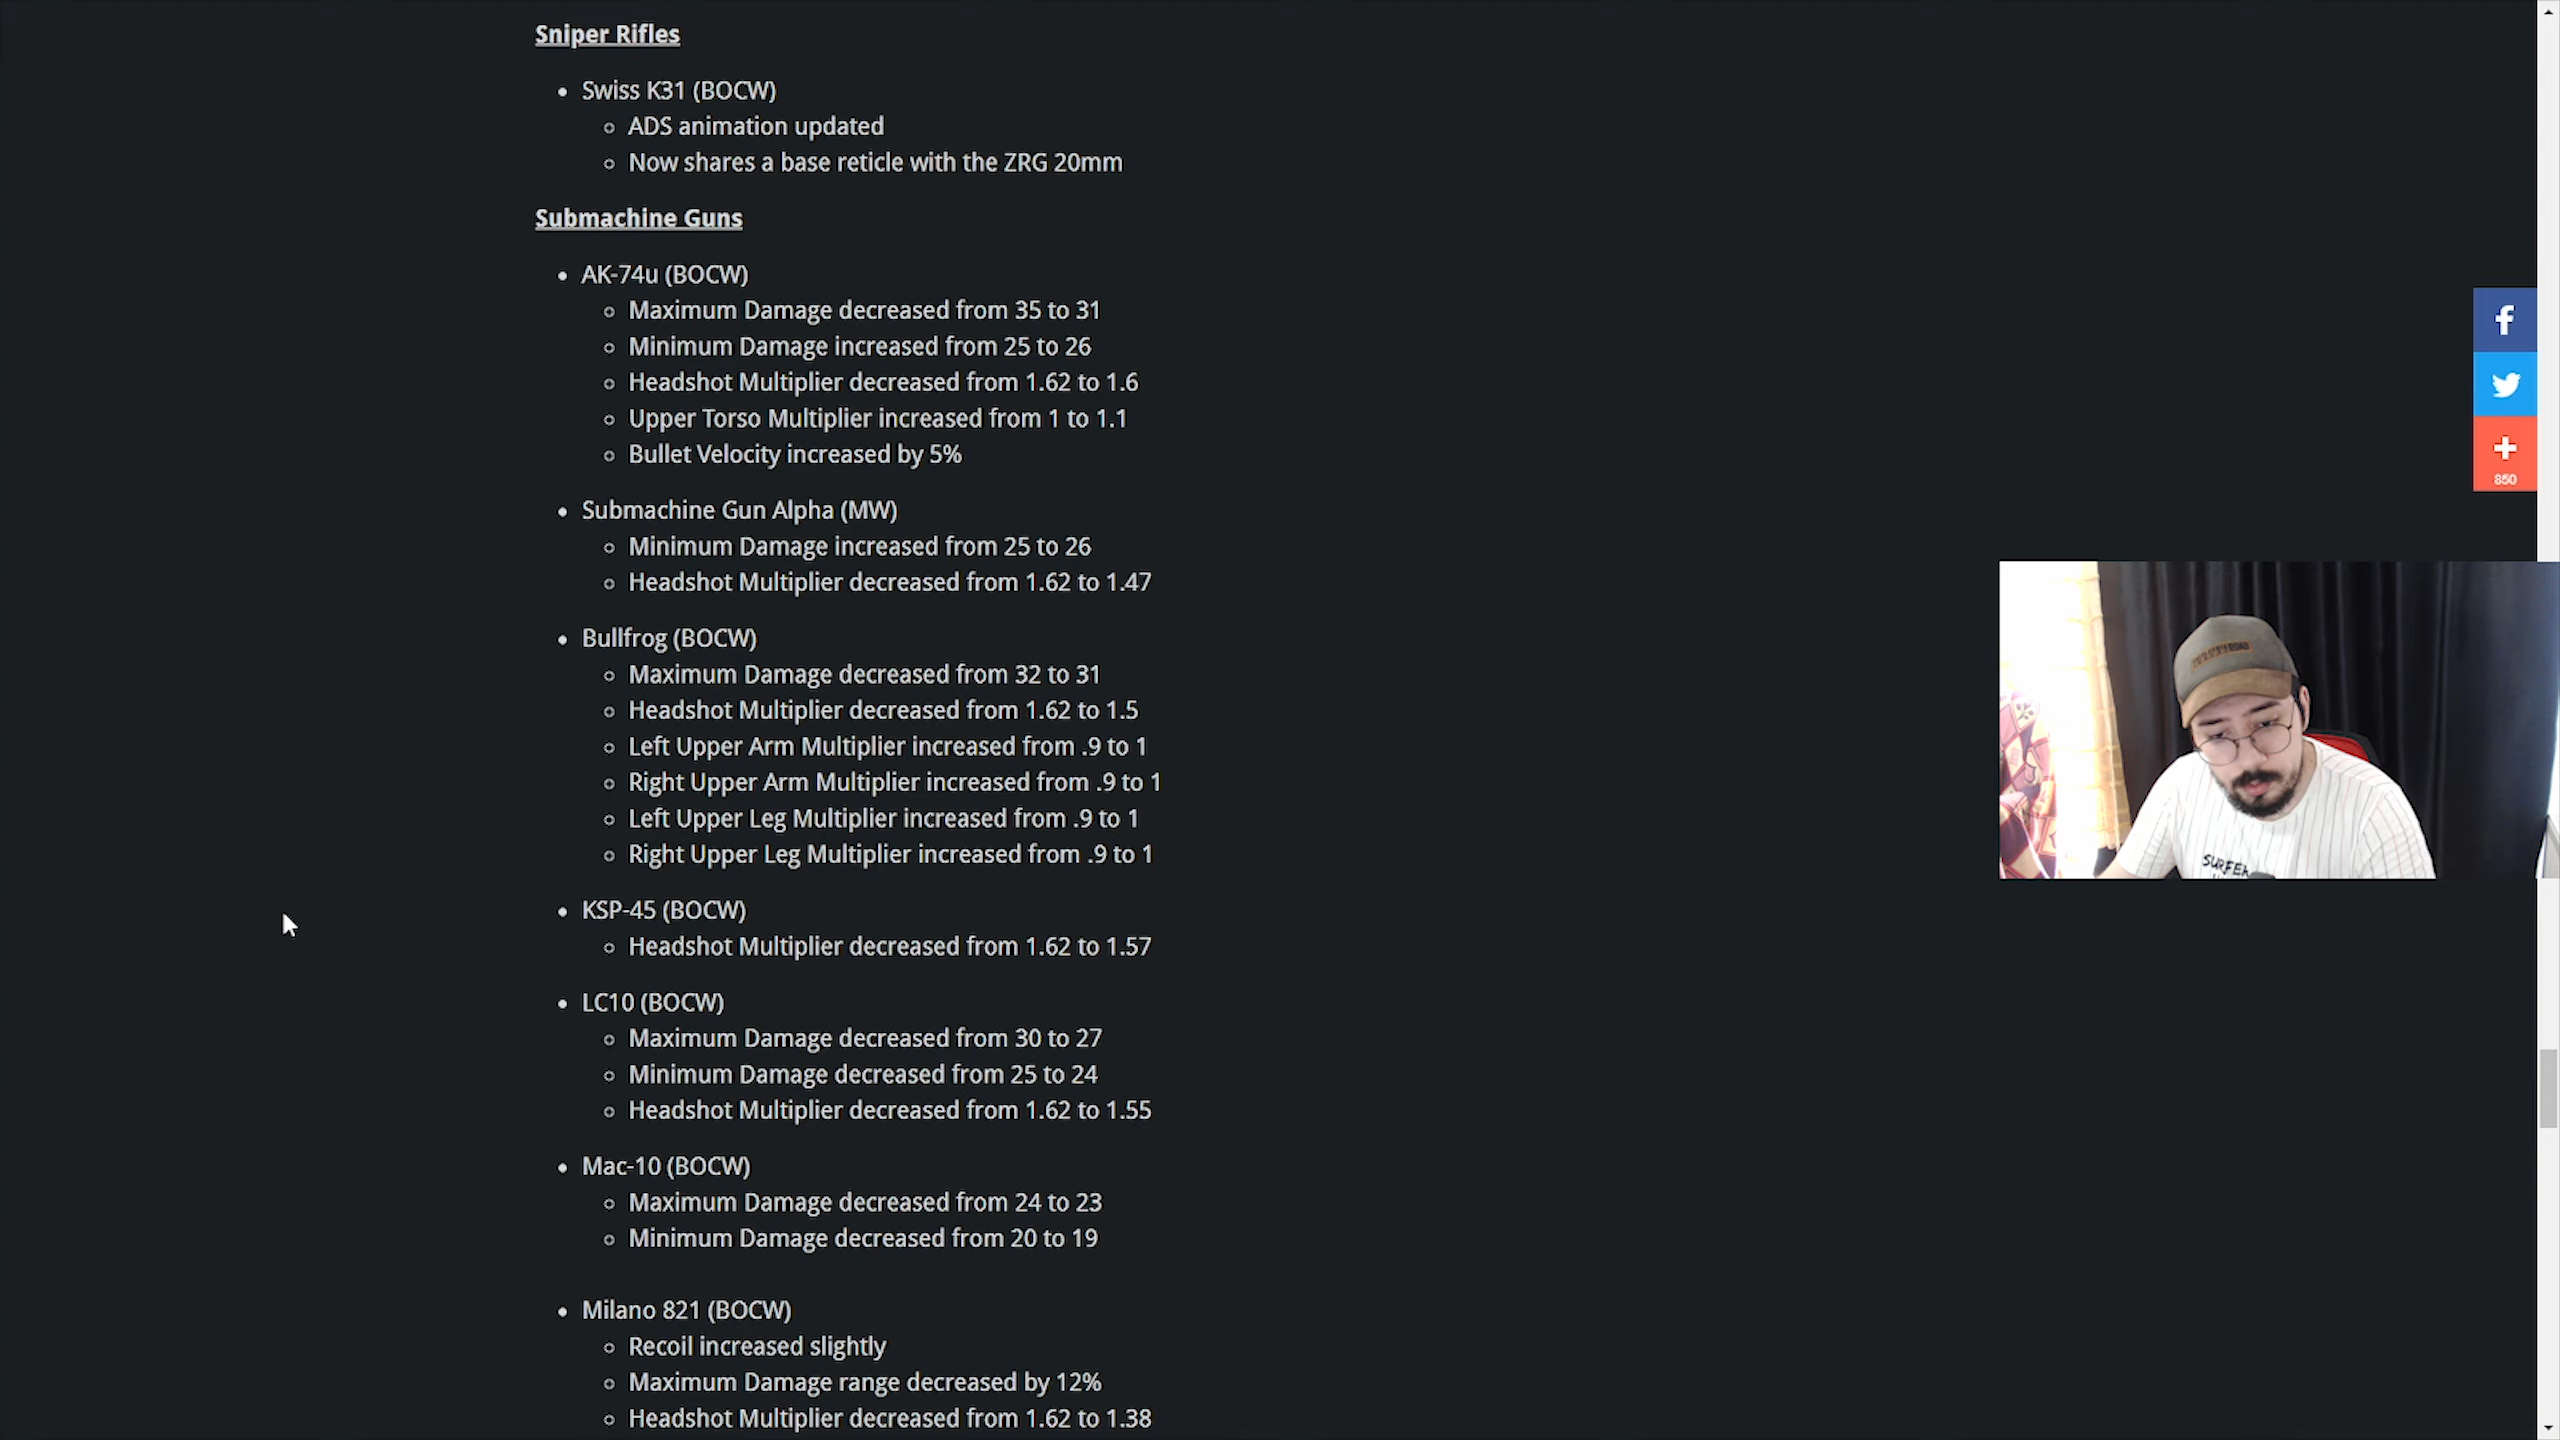 Sniper Rifles
Swiss K31 (BOCW)
ADS animation updated
Now shares a base reticle with the ZRG 20mm
Submachine Guns
AK-74u (BOCW)
Maximum Damage decreased from 35 to 31
Minimum Damage increased from 25 to 26
Headshot Multiplier decreased from 1.62 to 1.6
Upper Torso Multiplier increased from 1 to 1.1
Bullet Velocity increased by 5%
Submachine Gun Alpha (MW)
Minimum Damage increased from 25 to 26
Headshot Multiplier decreased from 1.62 to 1.47
Bullfrog (BOCW)
Maximum Damage decreased from 32 to 31
Headshot Multiplier decreased from 1.62 to 1.5
Left Upper Arm Multiplier increased from .9 to 1
Right Upper Arm Multiplier increased from .9 to 1
Left Upper Leg Multiplier increased from .9 to 1
Right Upper Leg Multiplier increased from .9 to 1
KSP-45 (BOCW)
Headshot Multiplier decreased from 1.62 to 1.57
LC10 (BOCW)
Maximum Damage decreased from 30 to 27
Minimum Damage decreased from 25 to 24
Headshot Multiplier decreased from 1.62 to 1.55
Mac-10 (BOCW)
Maximum Damage decreased from 24 to 23
Minimum Damage decreased from 20 to 19
Milano 821 (BOCW)
Recoil increased slightly
Maximum Damage range decreased by 12%
Headshot Multiplier decreased from 1.62 to 1.38
850
SURFER